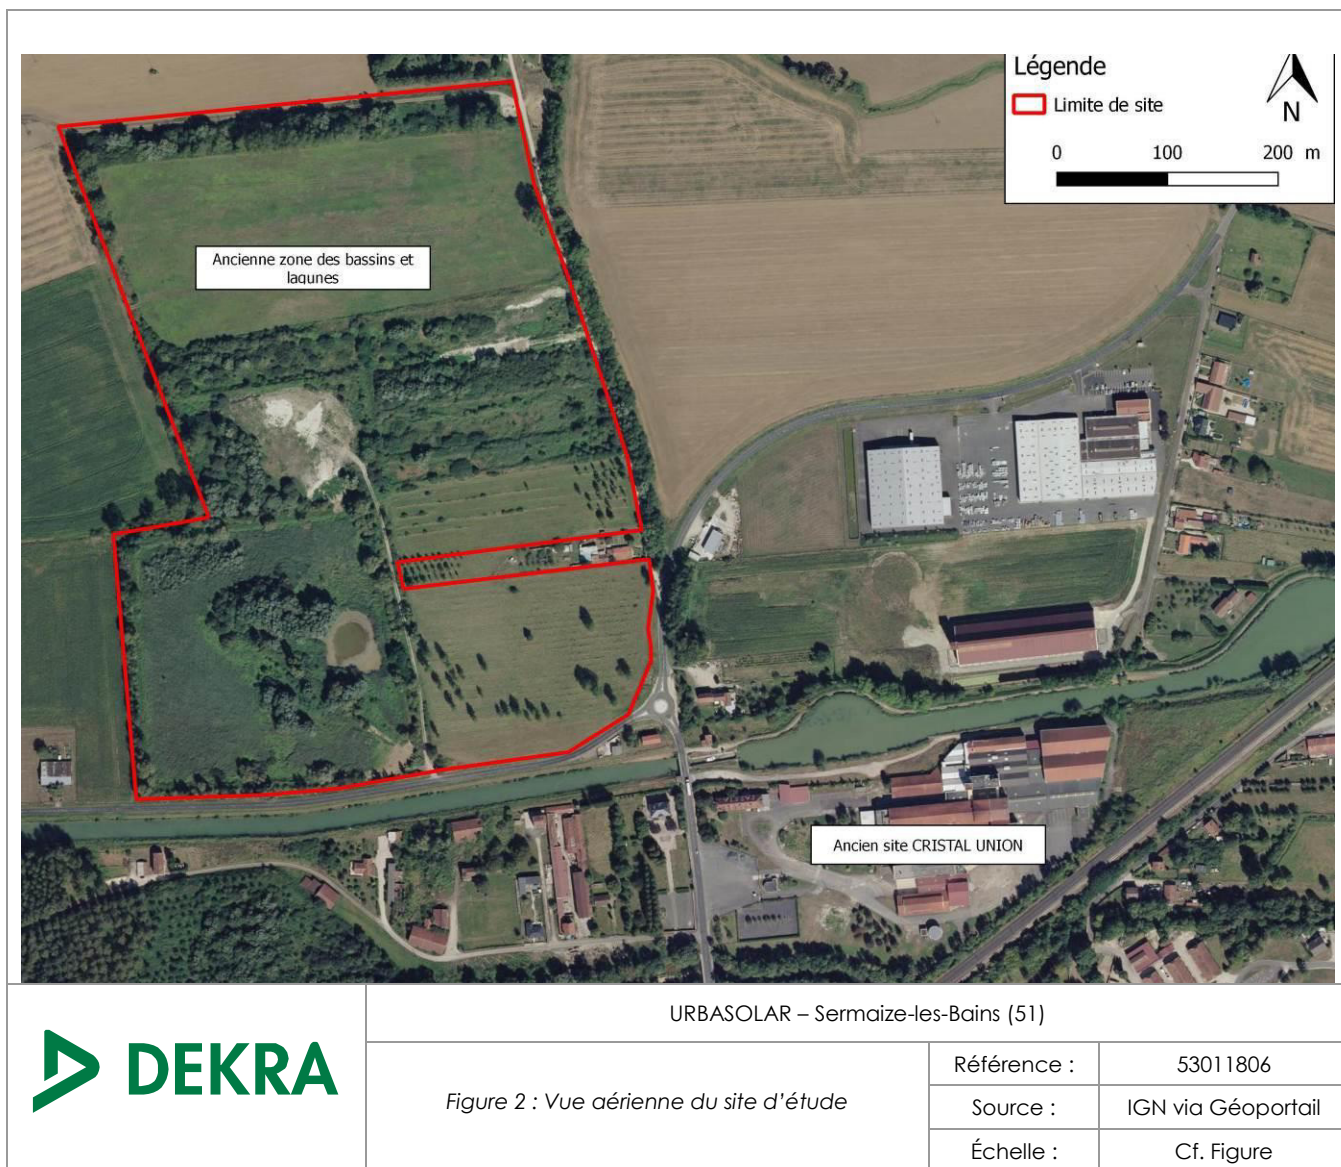 Légende
Limite de site
N
0 100 200 m
Ancienne zone des bassins et
lagunes
Ancien site CRISTAL UNION
DEKRA
URBASOLAR – Sermaize-les-Bains (51)
Figure 2 : Vue aérienne du site d'étude
Référence : 53011806
Source : IGN via Géoportail
Échelle : Cf. Figure